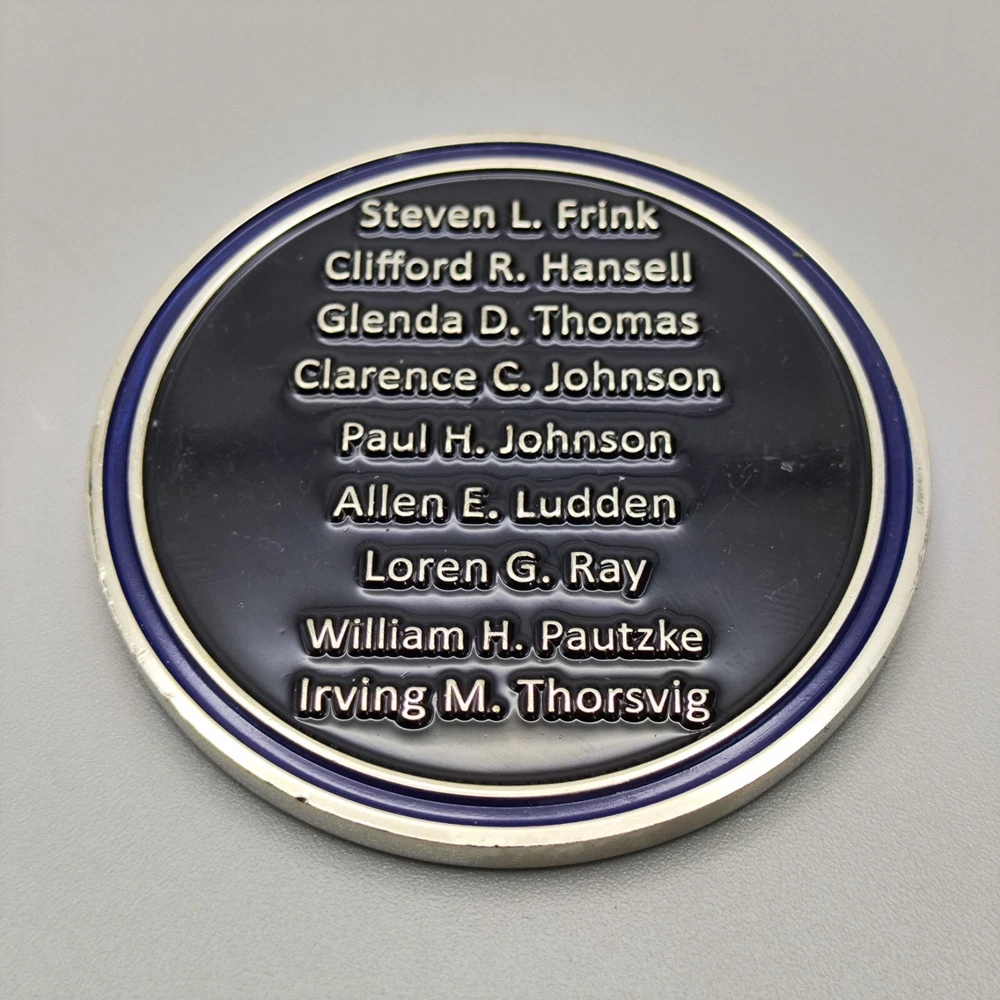 Steven L. Frink
Clifford R. Hansell
Glenda D. Thomas
Clarence C. Johnson
Paul H. Johnson
Allen E. Ludden
Loren G. Ray
William H. Pautzke
Irving M. Thorsvig